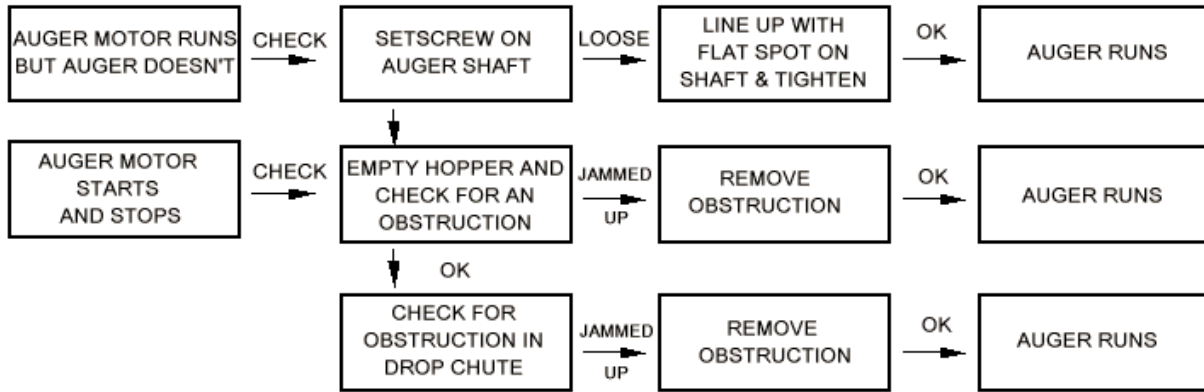 AUGER MOTOR RUNS
BUT AUGER DOESN'T
CHECK
SETSCREW ON
AUGER SHAFT
LOOSE
LINE UP WITH
FLAT SPOT ON
SHAFT & TIGHTEN
OK
AUGER RUNS
AUGER MOTOR
STARTS
AND STOPS
CHECK
EMPTY HOPPER AND
CHECK FOR AN
OBSTRUCTION
JAMMED
UP
REMOVE
OBSTRUCTION
OK
AUGER RUNS
OK
CHECK FOR
OBSTRUCTION IN
DROP CHUTE
JAMMED
UP
REMOVE
OBSTRUCTION
OK
AUGER RUNS